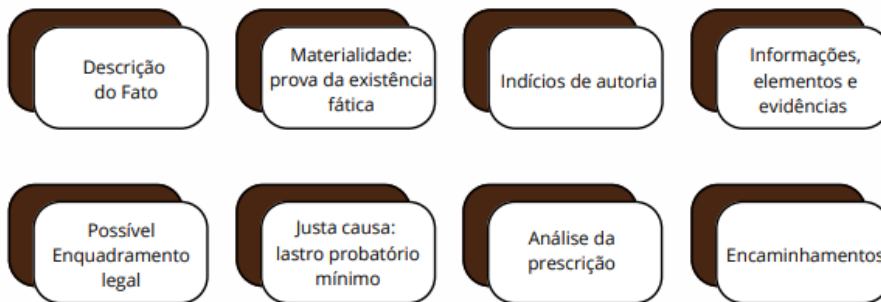 Descrição
do Fato
Materialidade:
prova da existência
fática
Indícios de autoria
Informações,
elementos e
evidências
Possível
Enquadramento
legal
Justa causa:
lastro probatório
mínimo
Análise da
prescrição
Encaminhamentos